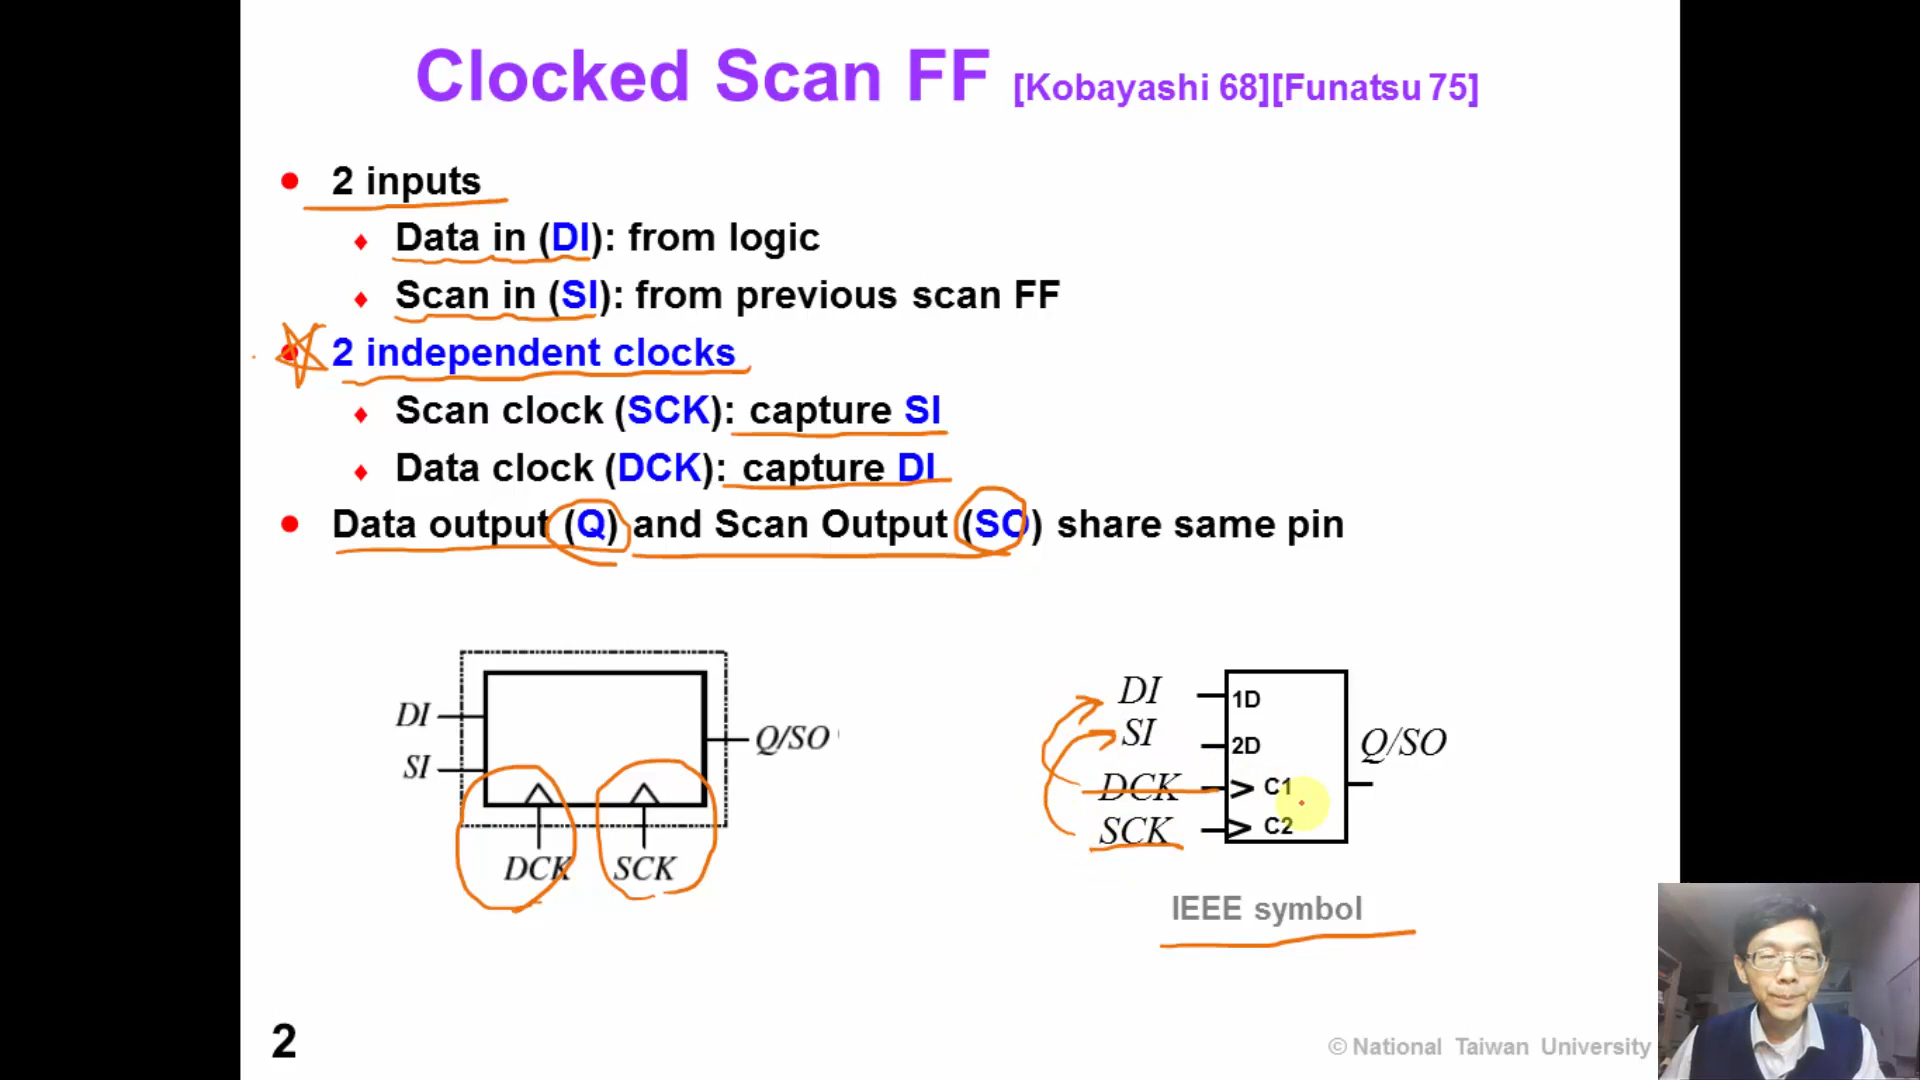 Clocked Scan FF [Kobayashi 68][Funatsu 75]
2 inputs
Data in (DI): from logic
Scan in (SI): from previous scan FF
2 independent clocks
Scan clock (SCK): capture SI
Data clock (DCK): capture DI
Data output (Q) and Scan Output (SO) share same pin
DI
SI
DCK
SCK
Q/SO
DI
SI
DCK
SCK
1D
2D
> C1
> C2
Q/SO
IEEE symbol
2
© National Taiwan University